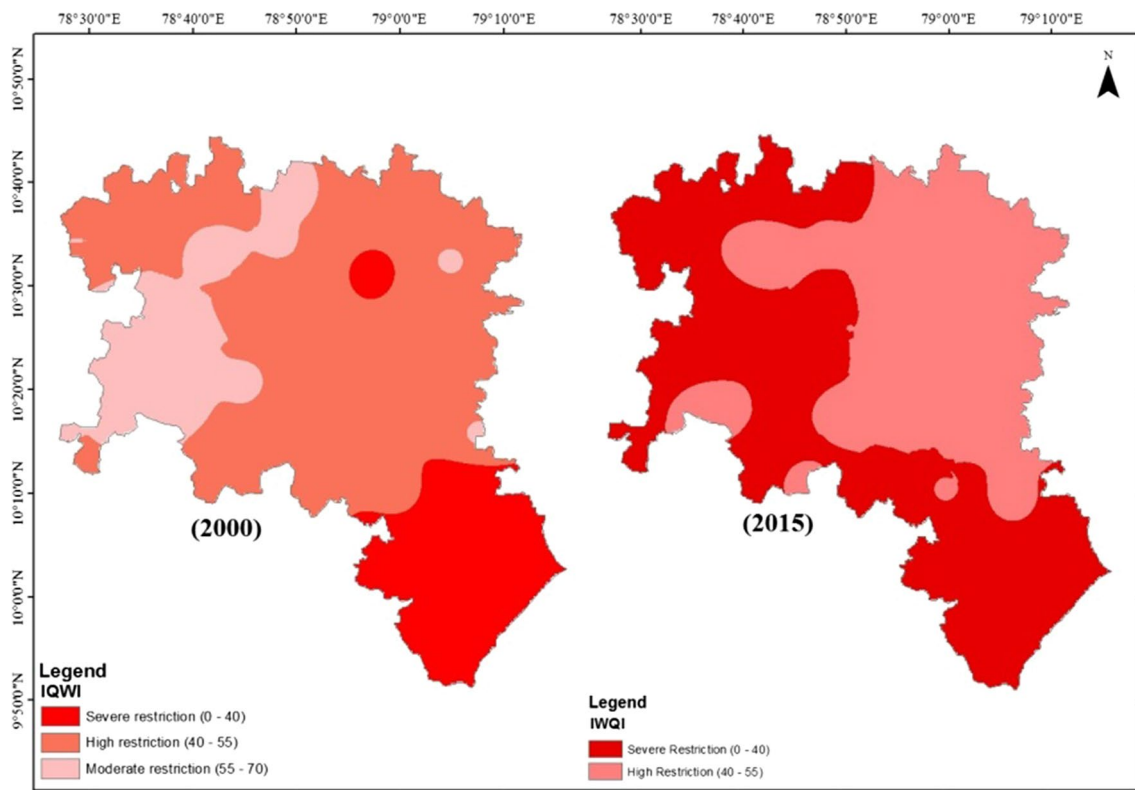 78°30'0"E 78°40'0"E 78°50'0"E 79°0'0"E 79°10'0"E 78°30'0"E 78°40'0"E 78°50'0"E 79°0'0"E 79°10'0"E
N
10°50'0"N
10°40'0"N
10°30'0"N
10°20'0"N
10°10'0"N
10°0'0"N
9°50'0"N
(2000)
(2015)
Legend
IQWI
Severe restriction (0 - 40)
High restriction (40 - 55)
Moderate restriction (55 - 70)
Legend
IWQI
Severe Restriction (0 - 40)
High Restriction (40 - 55)